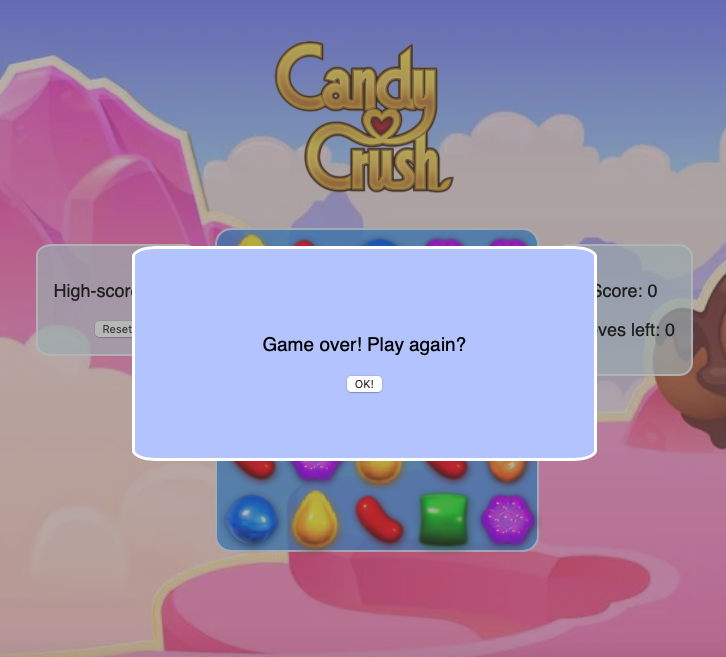 Candy
Crush
High-score
Score: 0
Reset
ves left: 0
Game over! Play again?
OK!